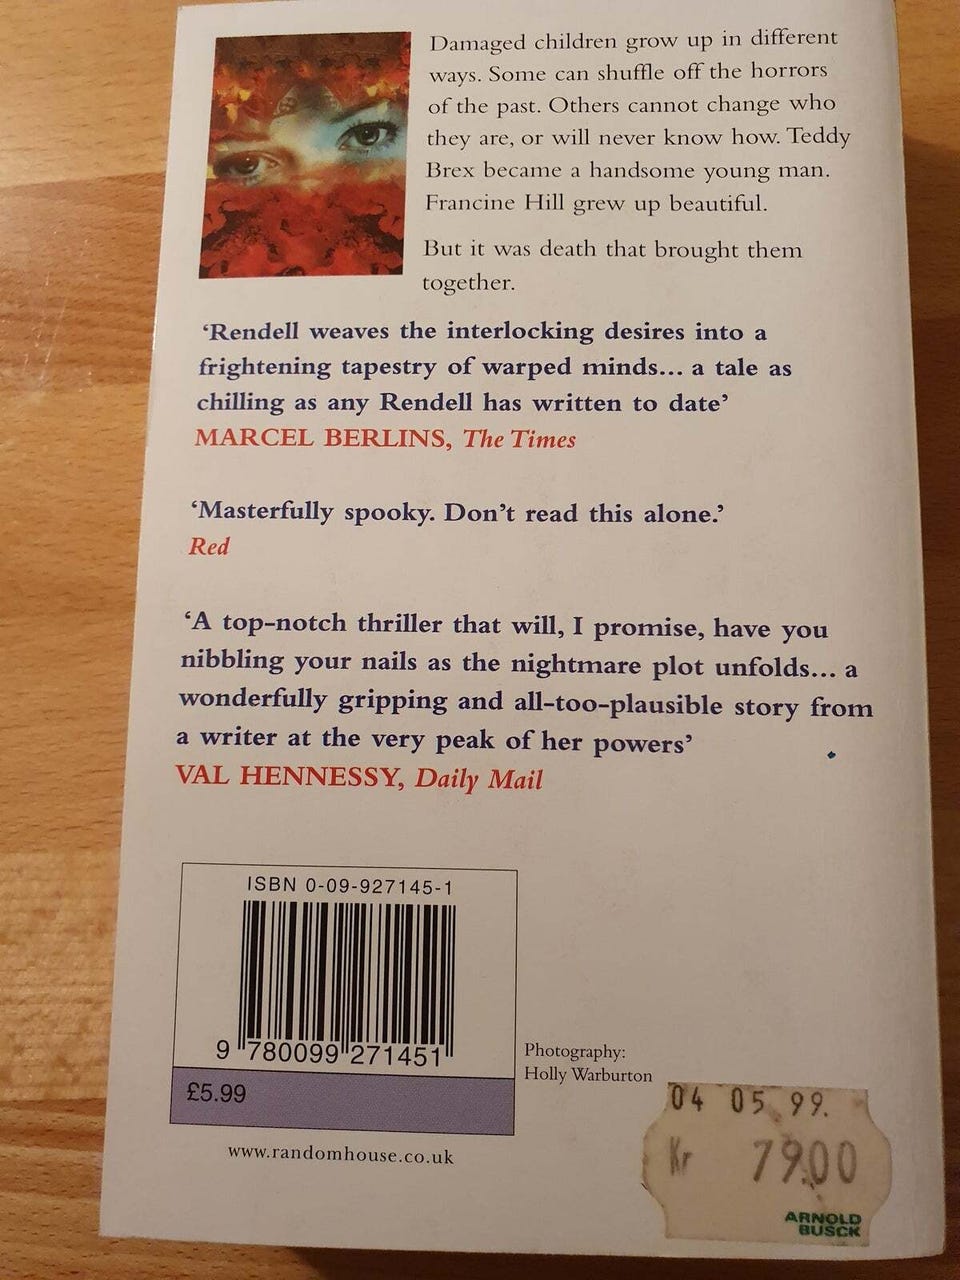 Damaged children grow up in different
ways. Some can shuffle off the horrors
of the past. Others cannot change who
they are, or will never know how. Teddy
Brex became a handsome young man.
Francine Hill grew up beautiful.
But it was death that brought them
together.
‘Rendell weaves the interlocking desires into a
frightening tapestry of warped minds... a tale as
chilling as any Rendell has written to date’
MARCEL BERLINS, The Times
‘Masterfully spooky. Don’t read this alone.’
Red
‘A top-notch thriller that will, I promise, have you
nibbling your nails as the nightmare plot unfolds... a
wonderfully gripping and all-too-plausible story from
a writer at the very peak of her powers’
VAL HENNESSY, Daily Mail
ISBN 0-09-927145-1
9 780099 271451
£5.99
www.randomhouse.co.uk
Photography:
Holly Warburton
04 05 99.
Kr 79.00
ARNOLD
BUSCK